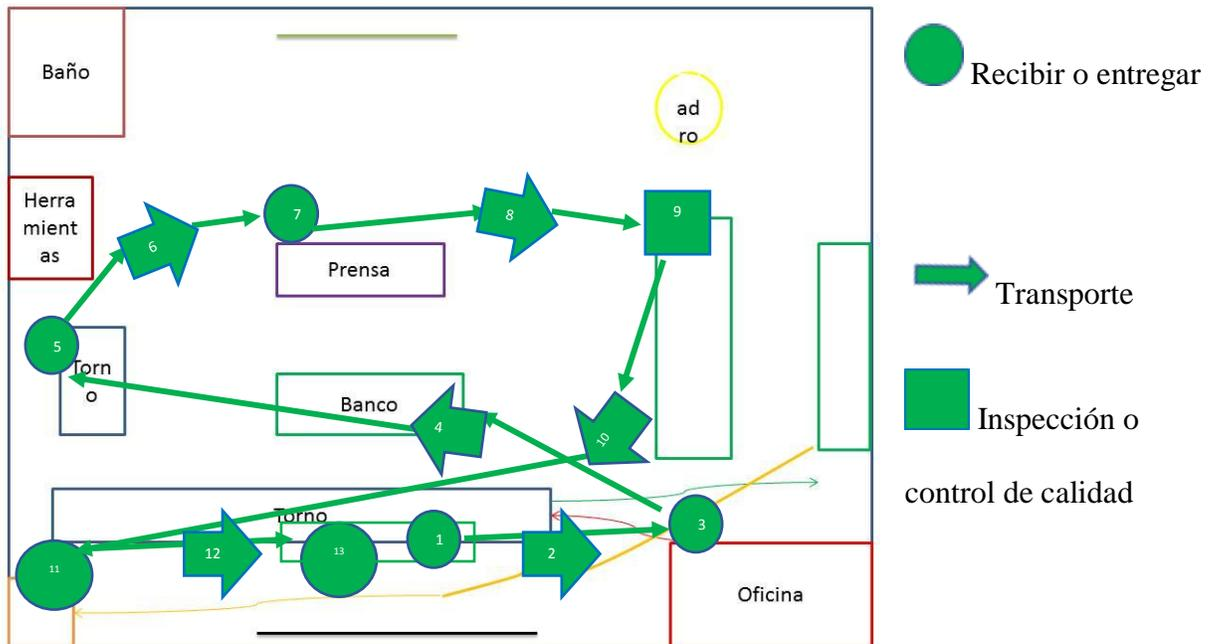 Baño
ad
ro
Herra
mient
as
7
8
9
6
Prensa
5
Torn
o
Banco
4
10
Torno
3
1
12
13
2
11
Oficina
Recibir o entregar
Transporte
Inspección o
control de calidad